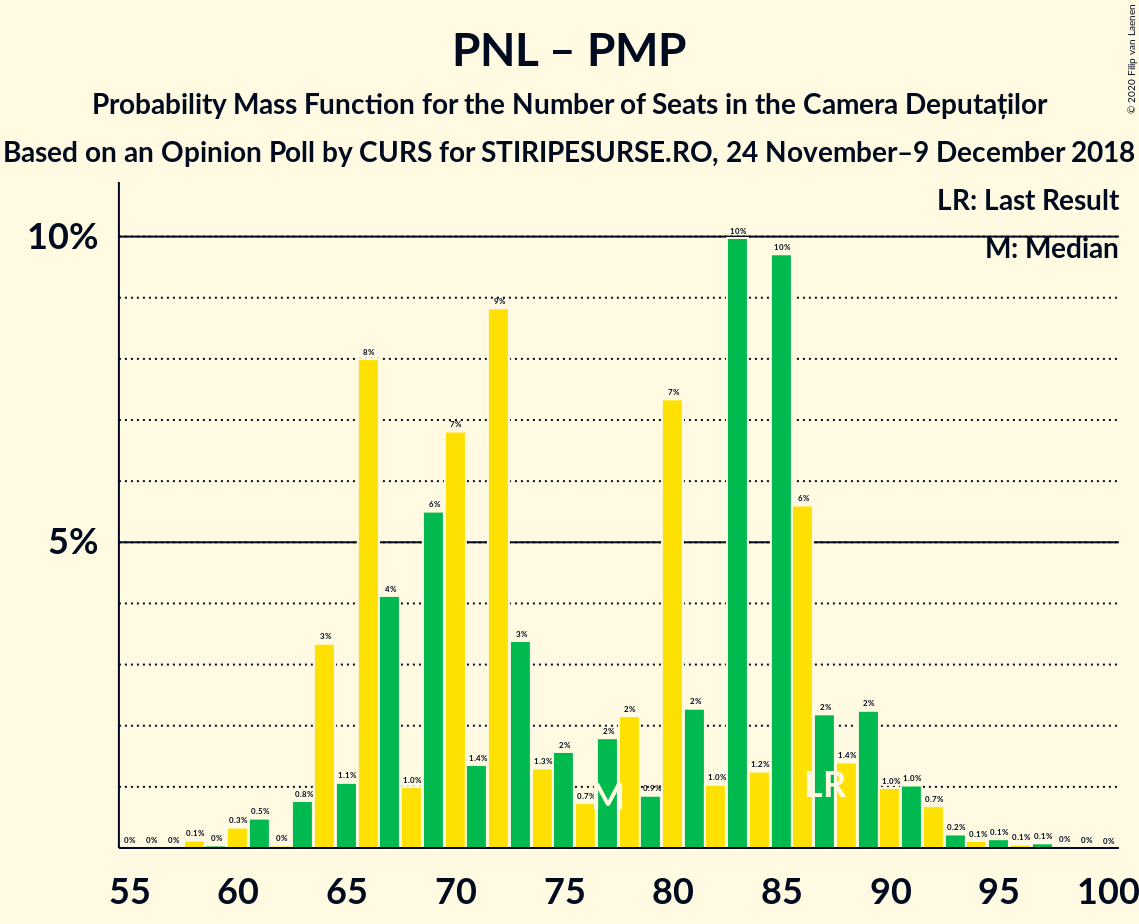 PNL – PMP
Probability Mass Function for the Number of Seats in the Camera Deputaților
Based on an Opinion Poll by CURS for STIRIPESURSE.RO, 24 November–9 December 2018
© 2020 Filip van Laenen
LR: Last Result
M: Median
10%
5%
0% 0% 0% 0.1% 0% 0.3% 0.5% 0% 0.8% 3% 1.1% 8% 4% 1.0% 6% 7% 1.4% 9% 3% 1.3% 2% 0.7% 2% 2% 0.9% 7% 2% 1.0% 10% 1.2% 10% 6% 2% 1.4% 2% 1.0% 1.0% 0.7% 0.2% 0.1% 0.1% 0.1% 0.1% 0% 0% 0%
M LR
55 60 65 70 75 80 85 90 95 100